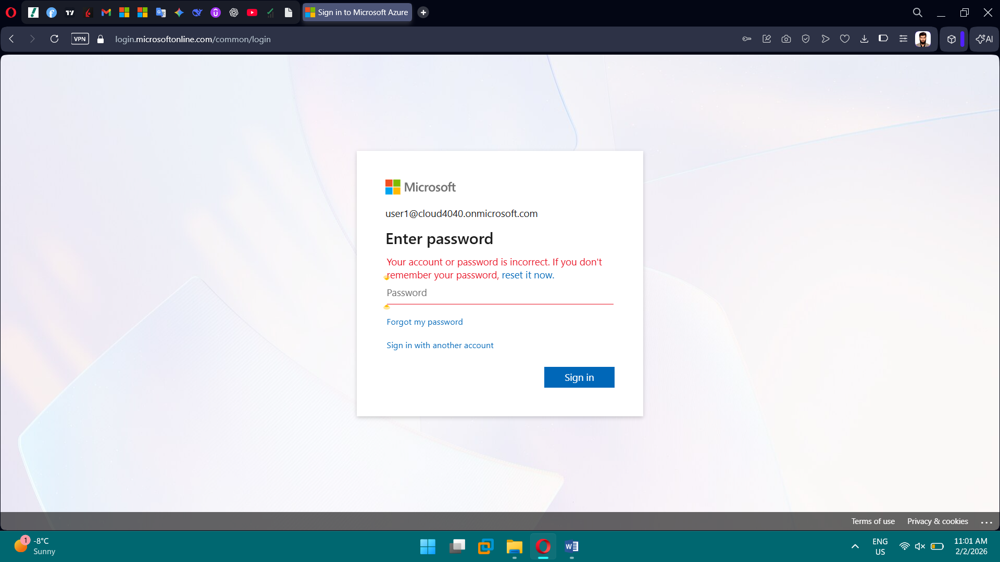 Sign in to Microsoft Azure
VPN
login.microsoftonline.com/common/login
AI
Microsoft
user1@cloud4040.onmicrosoft.com
Enter password
Your account or password is incorrect. If you don't
remember your password, reset it now.
Password
Forgot my password
Sign in with another account
Sign in
Terms of use
Privacy & cookies
...
1
-8°C
Sunny
W
ENG
US
11:01 AM
2/2/2026